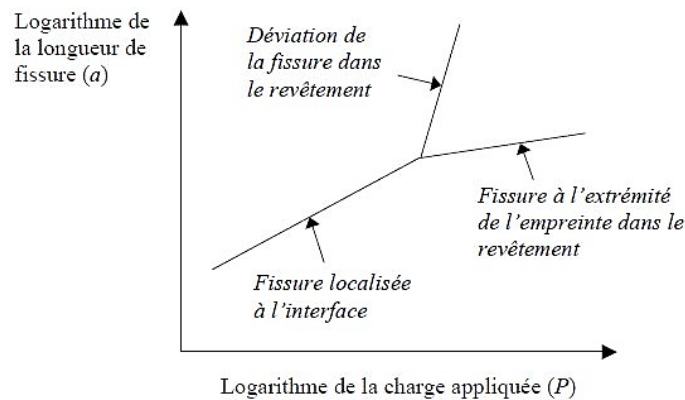 Logarithme de
la longueur de
fissure (a)
Déviation de
la fissure dans
le revêtement
Fissure à l'extrémité
de l'empreinte dans le
revêtement
Fissure localisée
à l'interface
Logarithme de la charge appliquée (P)